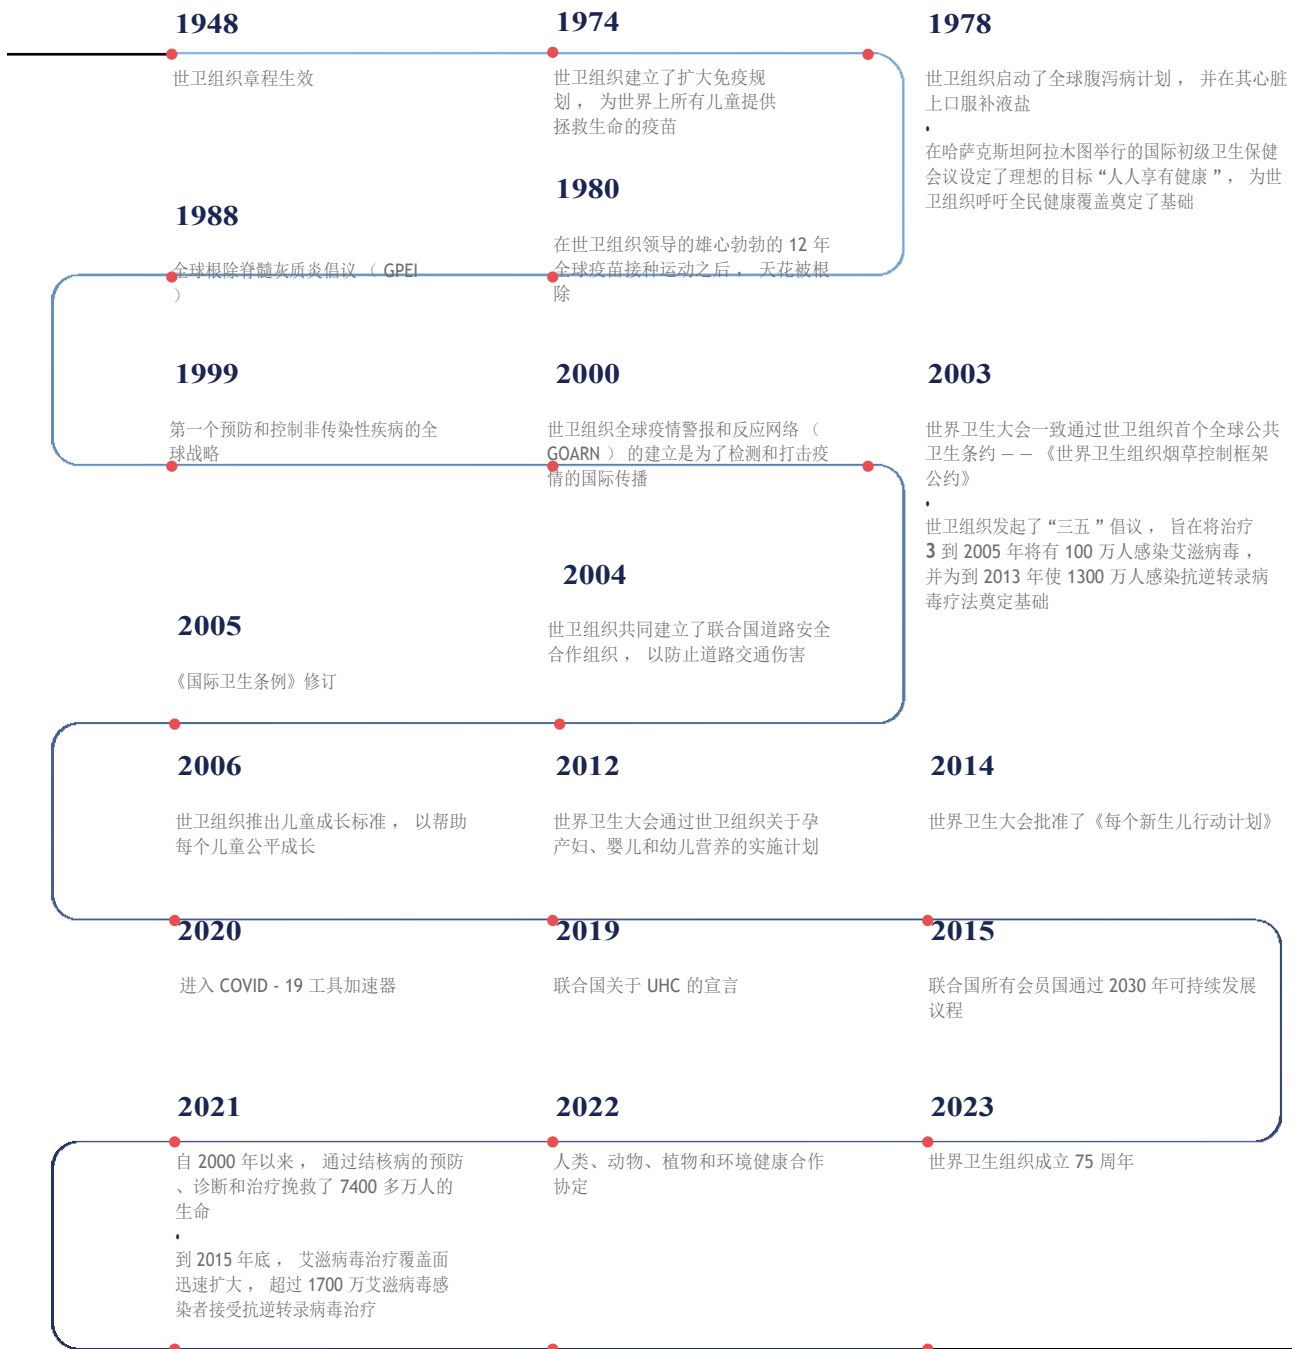 1948
世卫组织章程生效
1974
世卫组织建立了扩大免疫规
划， 为世界上所有儿童提供
拯救生命的疫苗
1978
世卫组织启动了全球腹泻病计划， 并在其心脏
上口服补液盐
•
在哈萨克斯坦阿拉木图举行的国际初级卫生保健
会议设定了理想的目标 “人人享有健康 ”， 为世
卫组织呼吁全民健康覆盖奠定了基础
1980
在世卫组织领导的雄心勃勃的 12 年
全球疫苗接种运动之后， 天花被根
除
1988
全球根除脊髓灰质炎倡议 （ GPEI
）
1999
第一个预防和控制非传染性疾病的全
球战略
2000
世卫组织全球疫情警报和反应网络 （
GOARN ） 的建立是为了检测和打击疫
情的国际传播
2003
世界卫生大会一致通过世卫组织首个全球公共
卫生条约 — — 《世界卫生组织烟草控制框架
公约》
•
世卫组织发起了 “三五 ” 倡议， 旨在将治疗
3 到 2005 年将有 100 万人感染艾滋病毒，
并为到 2013 年使 1300 万人感染抗逆转录病
毒疗法奠定基础
2004
世卫组织共同建立了联合国道路安全
合作组织， 以防止道路交通伤害
2005
《国际卫生条例》修订
2006
世卫组织推出儿童成长标准， 以帮助
每个儿童公平成长
2012
世界卫生大会通过世卫组织关于孕
产妇、婴儿和幼儿营养的实施计划
2014
世界卫生大会批准了《每个新生儿行动计划》
2020
进入 COVID - 19 工具加速器
2019
联合国关于 UHC 的宣言
2015
联合国所有会员国通过 2030 年可持续发展
议程
2021
自 2000 年以来， 通过结核病的预防
、诊断和治疗挽救了 7400 多万人的
生命
•
到 2015 年底， 艾滋病毒治疗覆盖面
迅速扩大， 超过 1700 万艾滋病毒感
染者接受抗逆转录病毒治疗
2022
人类、动物、植物和环境健康合作
协定
2023
世界卫生组织成立 75 周年